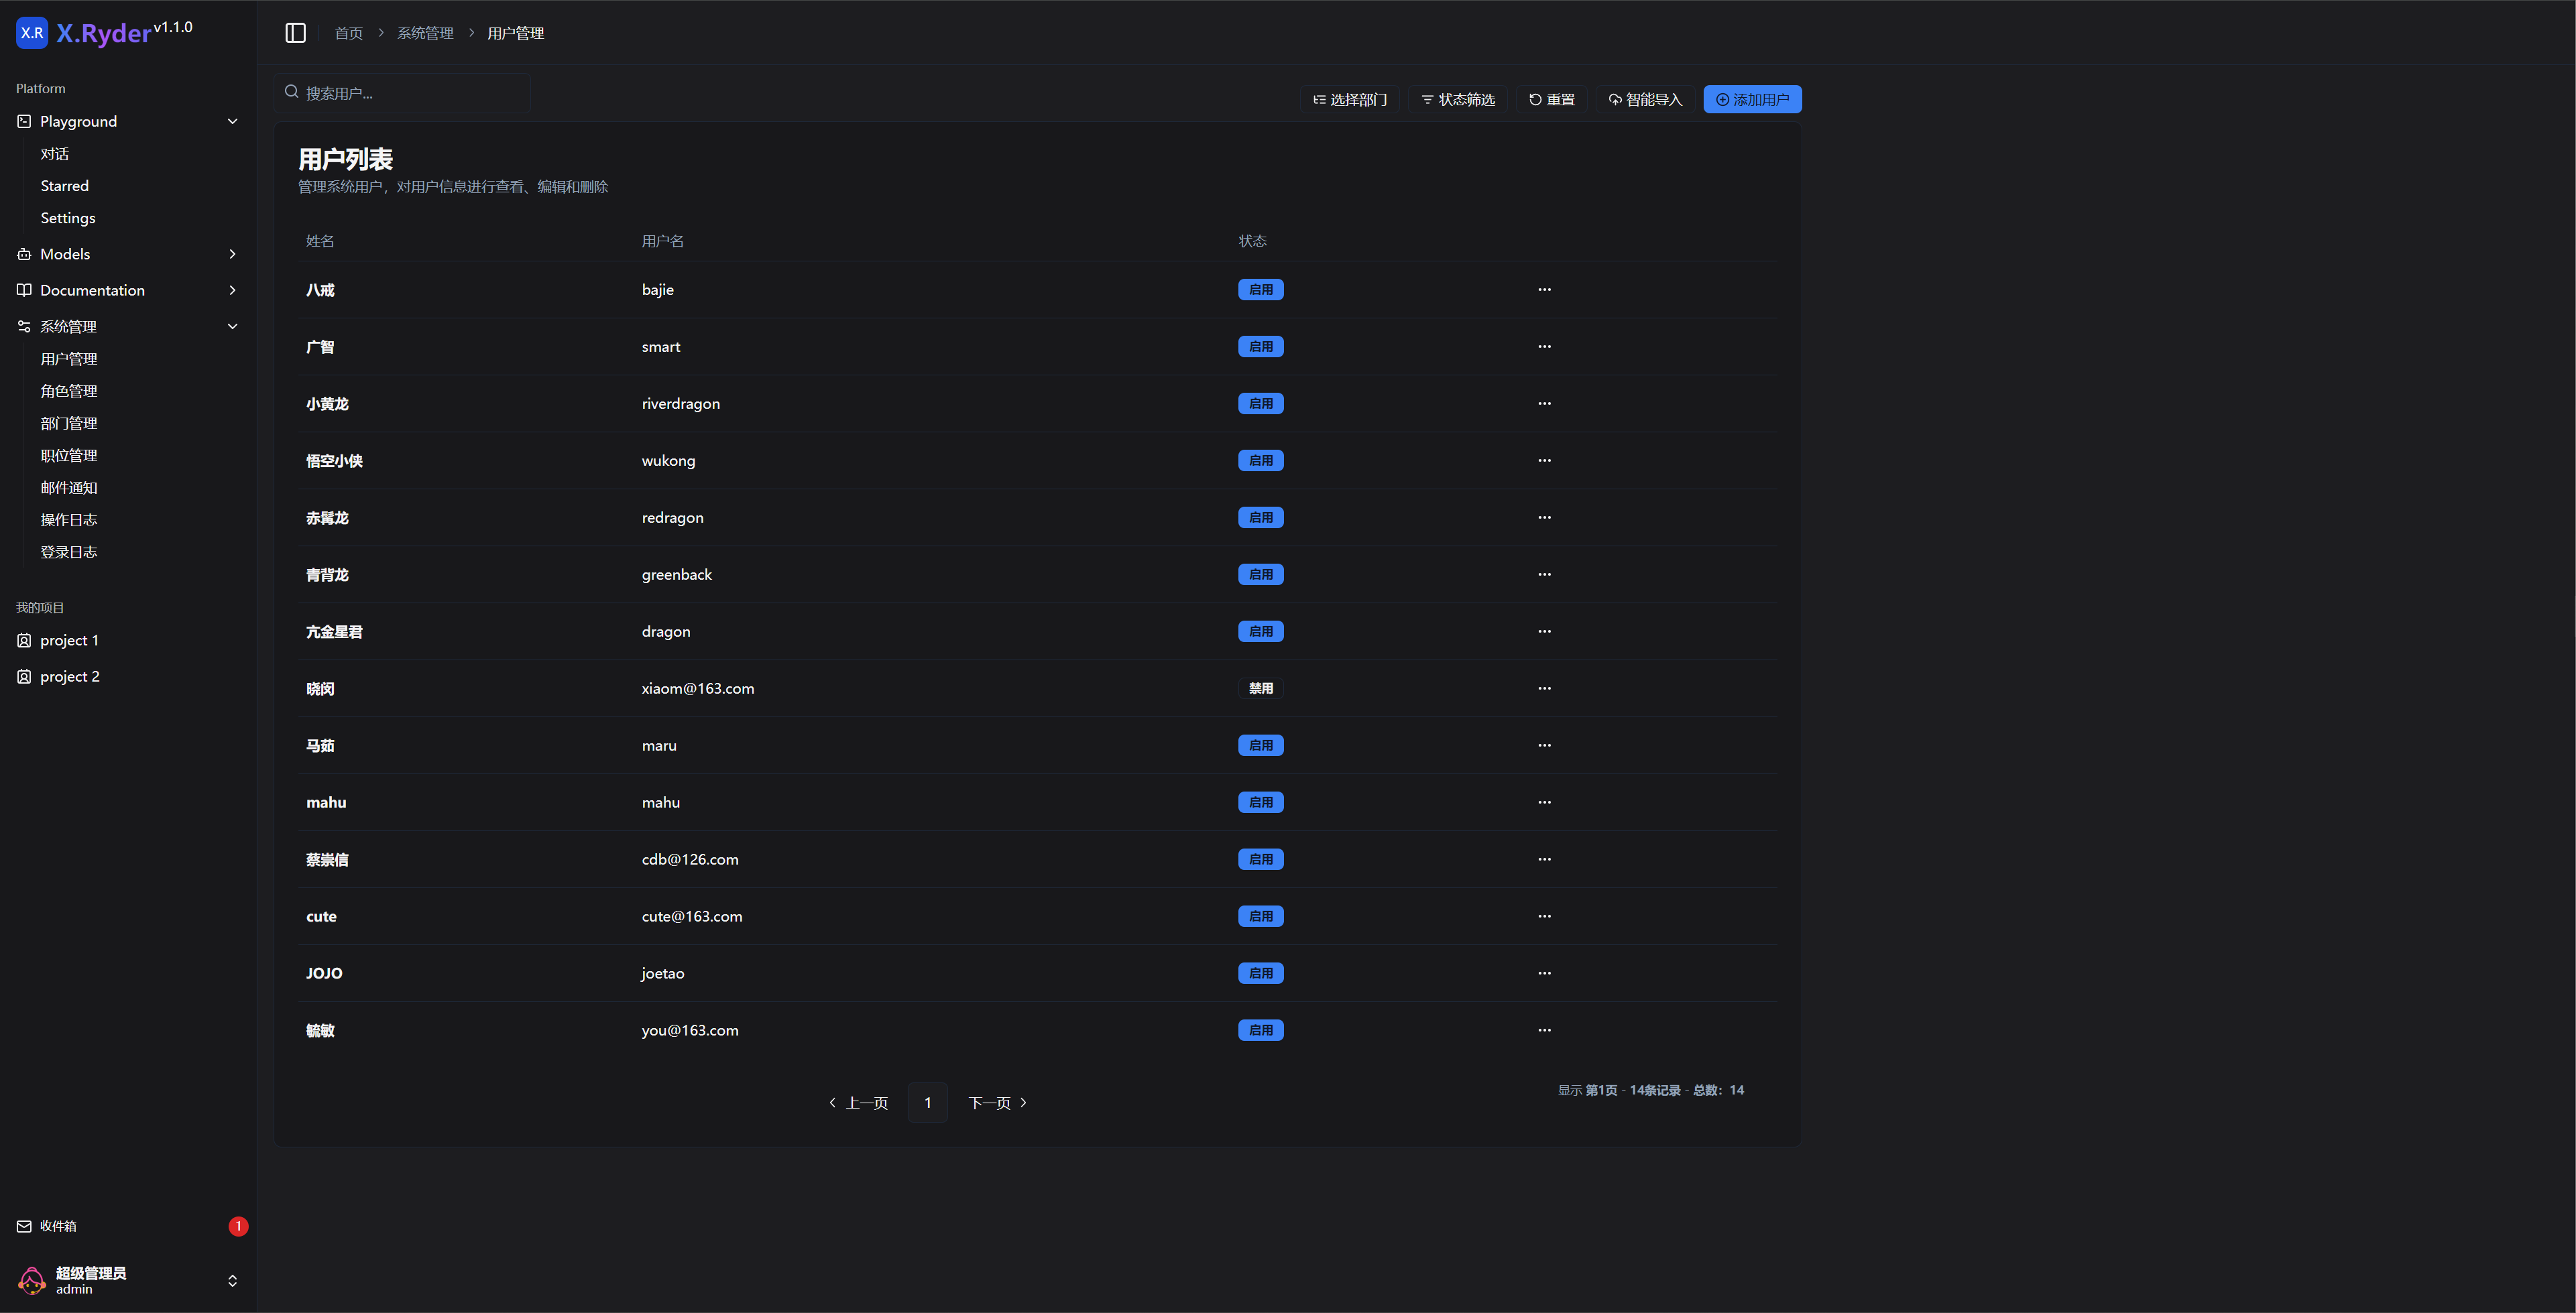 X.R X.Ryder v1.1.0
Platform
Playground
对话
Starred
Settings
Models
Documentation
系统管理
用户管理
角色管理
部门管理
职位管理
邮件通知
操作日志
登录日志
我的项目
project 1
project 2
收件箱 1
超级管理员
admin
首页 系统管理 用户管理
搜索用户...
选择部门 状态筛选 重置 智能导入 添加用户
用户列表
管理系统用户，对用户信息进行查看、编辑和删除
姓名 用户名 状态
八戒 bajie 启用
广智 smart 启用
小黄龙 riverdragon 启用
悟空小侠 wukong 启用
赤髯龙 redragon 启用
青背龙 greenback 启用
亢金星君 dragon 启用
晓闵 xiaom@163.com 禁用
马茹 maru 启用
mahu mahu 启用
蔡崇信 cdb@126.com 启用
cute cute@163.com 启用
JOJO joetao 启用
毓敏 you@163.com 启用
上一页 1 下一页
显示 第1页 - 14条记录 - 总数：14